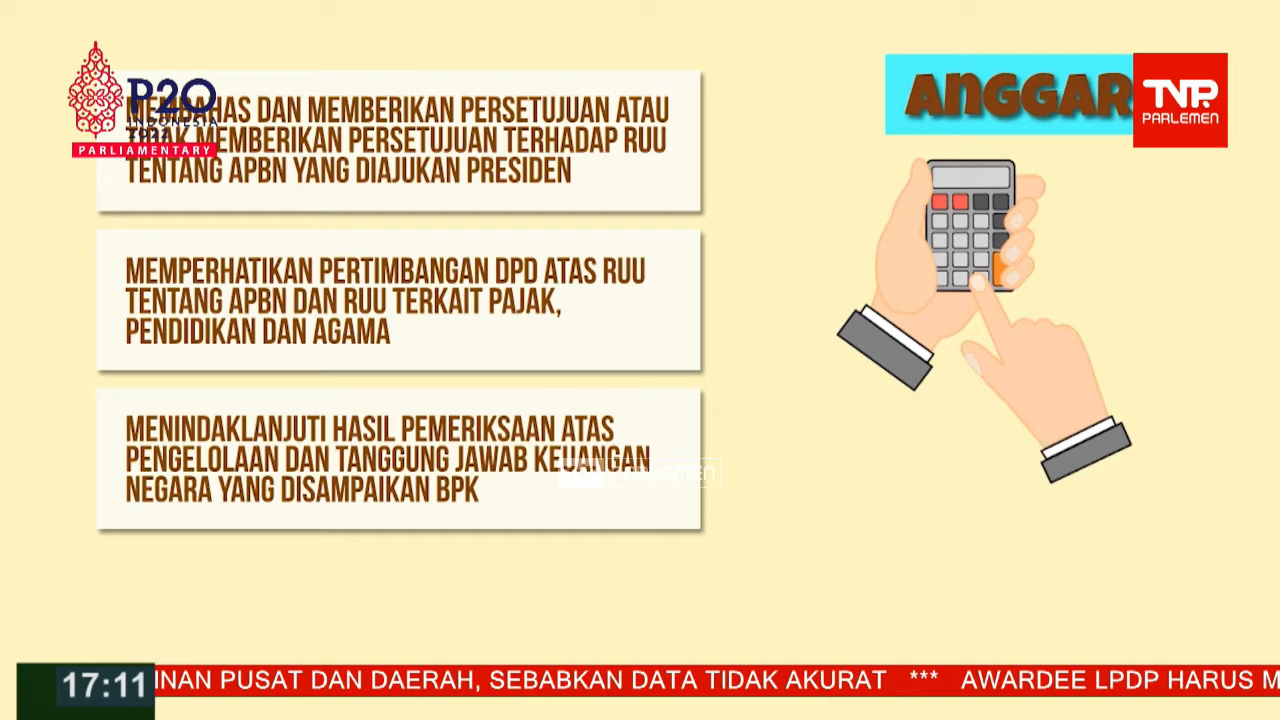 P20
INDONESIA
2022
PARLIAMENTARY
DAN MEMBERIKAN PERSETUJUAN ATAU
MEMBERIKAN PERSETUJUAN TERHADAP RUU
TENTANG APBN YANG DIAJUKAN PRESIDEN
MEMPERHATIKAN PERTIMBANGAN DPD ATAS RUU
TENTANG APBN DAN RUU TERKAIT PAJAK,
PENDIDIKAN DAN AGAMA
MENINDAKLANJUTI HASIL PEMERIKSAAN ATAS
PENGELOLAAN DAN TANGGUNG JAWAB KEUANGAN
NEGARA YANG DISAMPAIKAN BPK
PARLEMEN
ANGGAR
TVP.
PARLEMEN
17:11
INAN PUSAT DAN DAERAH, SEBABKAN DATA TIDAK AKURAT *** AWARDEE LPDP HARUS M